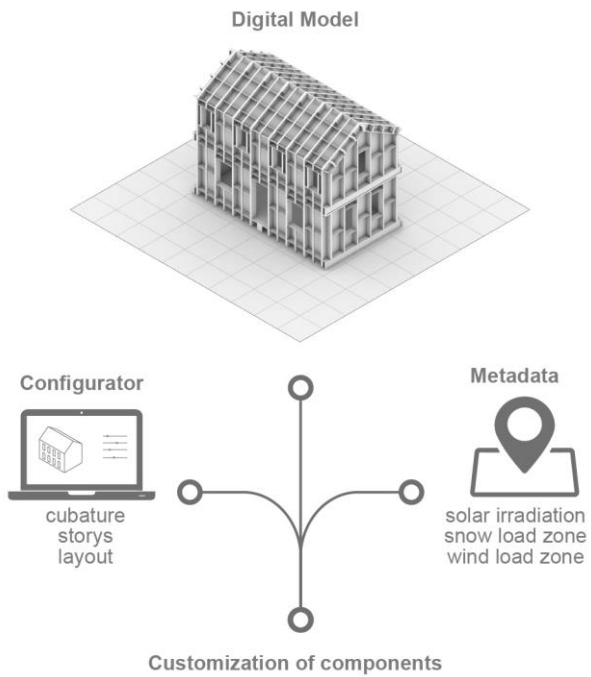 Digital Model
Configurator
cubature
storys
layout
Metadata
solar irradiation
snow load zone
wind load zone
Customization of components